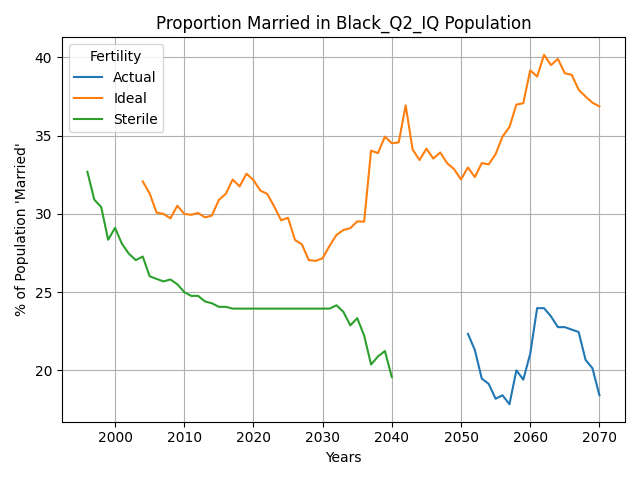 Proportion Married in Black_Q2_IQ Population
Fertility
Actual
Ideal
Sterile
% of Population 'Married'
40
35
30
25
20
2000
2010
2020
2030
2040
2050
2060
2070
Years